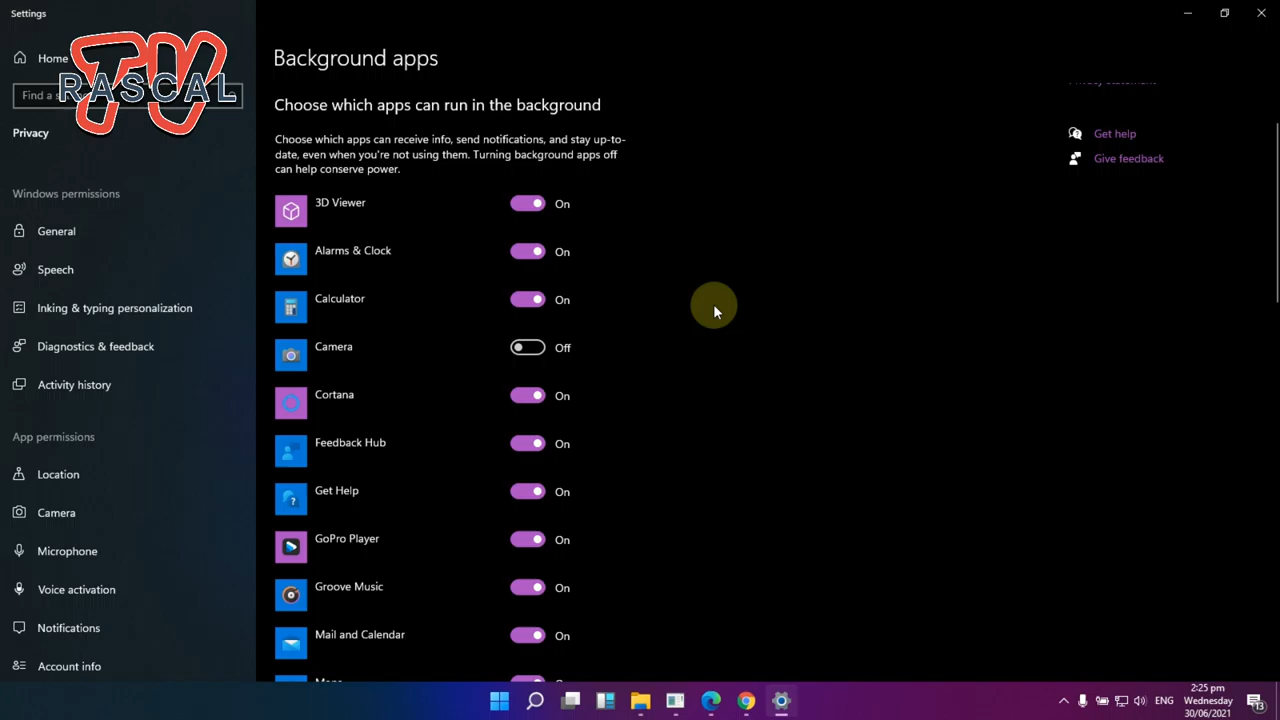 Settings
Home
TV
RASCAL
Find a s
Privacy
Windows permissions
General
Speech
Inking & typing personalization
Diagnostics & feedback
Activity history
App permissions
Location
Camera
Microphone
Voice activation
Notifications
Account info
Background apps
Choose which apps can run in the background
Choose which apps can receive info, send notifications, and stay up-to-
date, even when you're not using them. Turning background apps off
can help conserve power.
3D Viewer On
Alarms & Clock On
Calculator On
Camera Off
Cortana On
Feedback Hub On
Get Help On
GoPro Player On
Groove Music On
Mail and Calendar On
Privacy statement
Get help
Give feedback
ENG
2:25 pm
Wednesday
30/06/2021
13